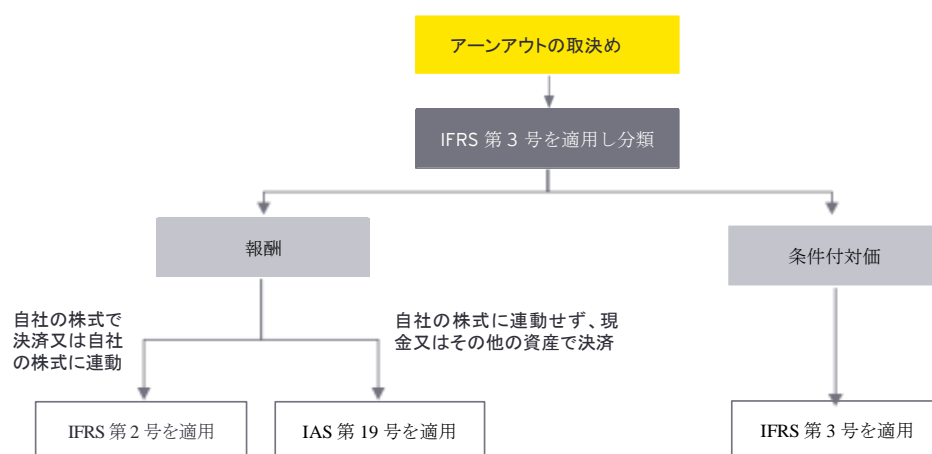 アーンアウトの取決め
IFRS 第 3 号を適用し分類
報酬
条件付対価
自社の株式で
決済又は自社
の株式に連動
自社の株式に連動せず、現
金又はその他の資産で決済
IFRS 第 2 号を適用
IAS 第 19 号を適用
IFRS 第 3 号を適用